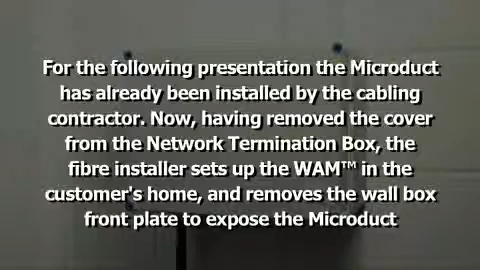 For the following presentation the Microduct
has already been installed by the cabling
contractor. Now, having removed the cover
from the Network Termination Box, the
fibre installer sets up the WAM™ in the
customer's home, and removes the wall box
front plate to expose the Microduct